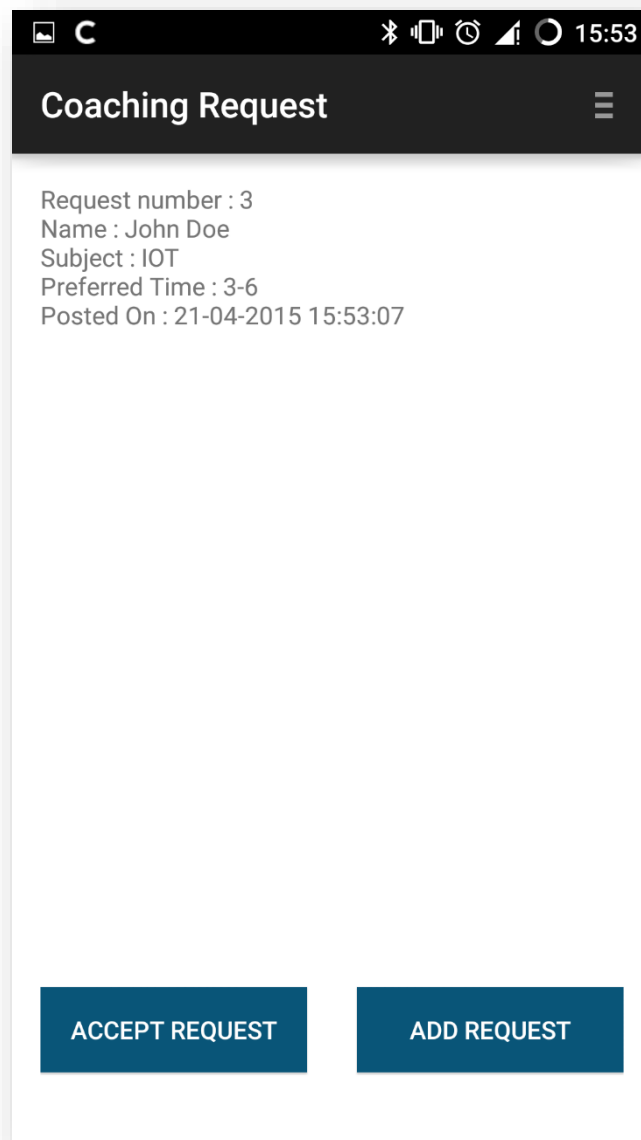 C 15:53
Coaching Request
Request number : 3
Name : John Doe
Subject : IOT
Preferred Time : 3-6
Posted On : 21-04-2015 15:53:07
ACCEPT REQUEST ADD REQUEST